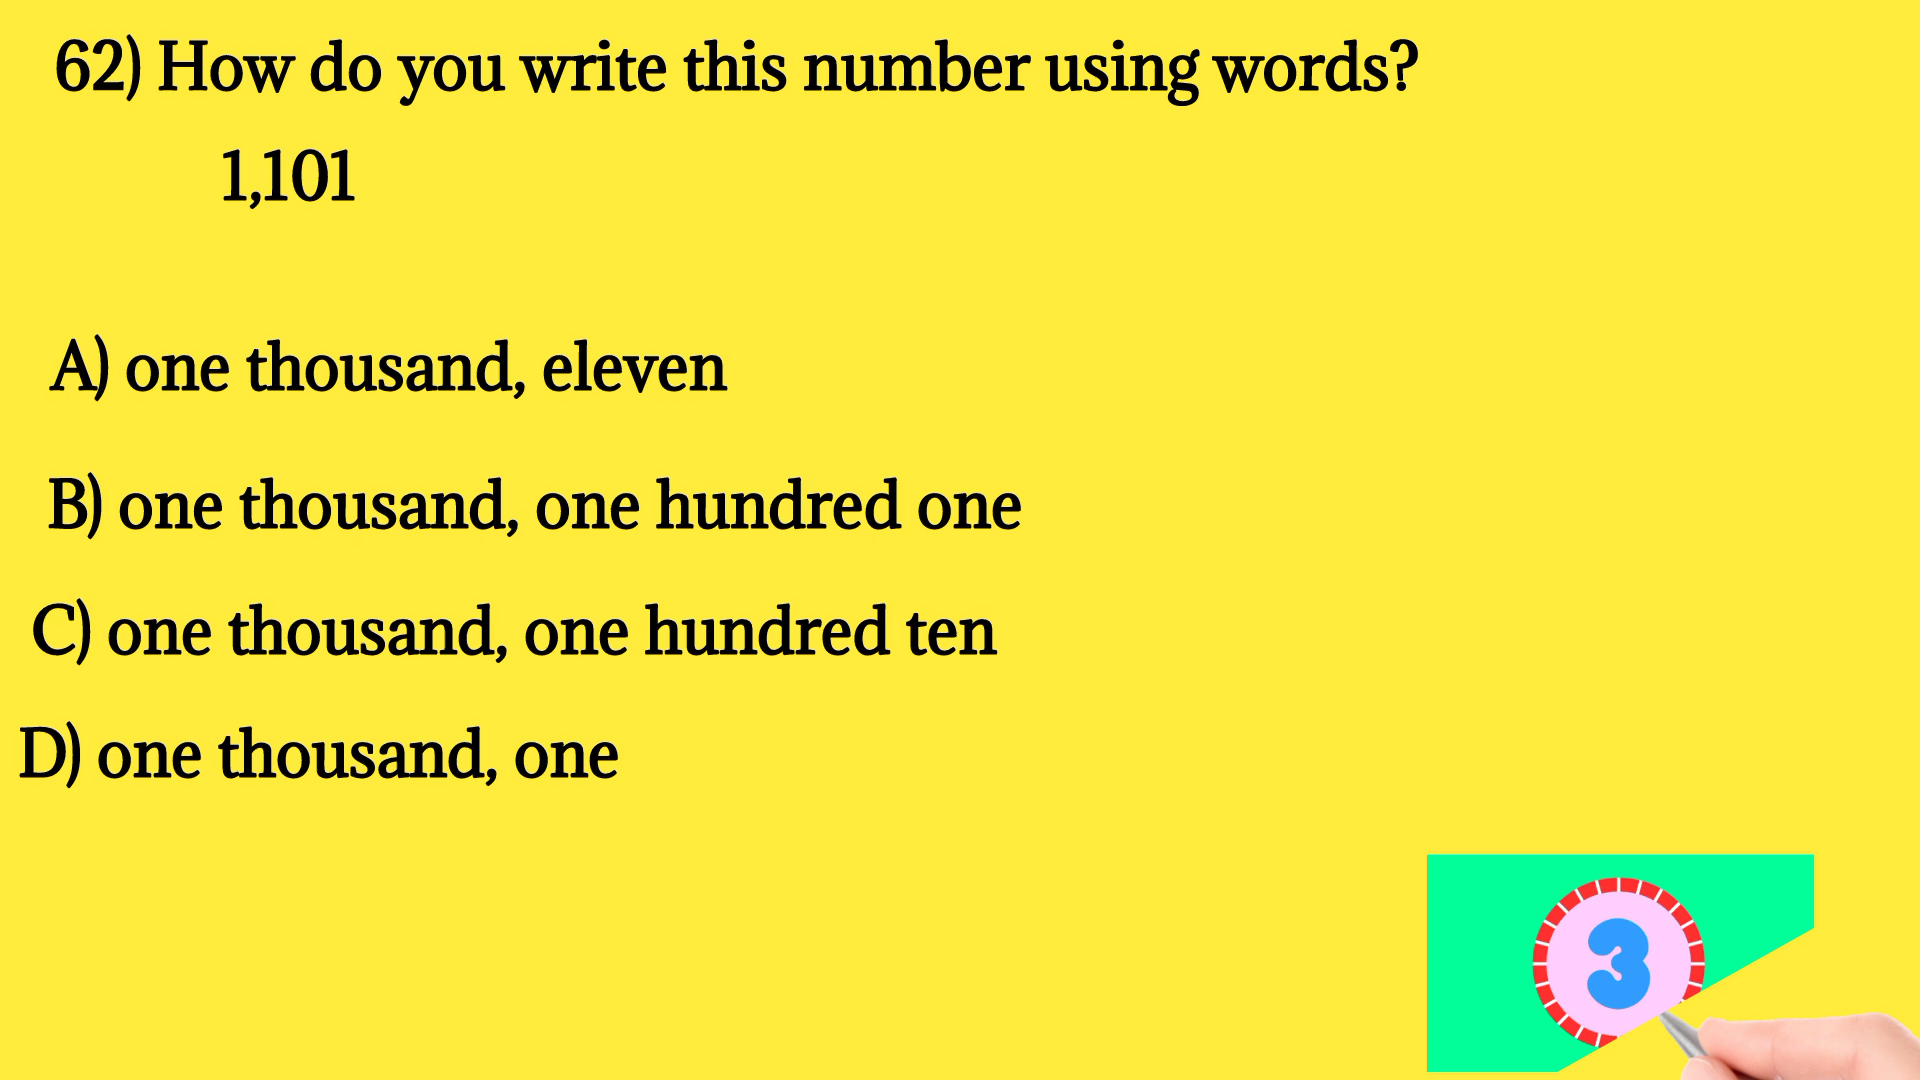 62) How do you write this number using words?
1,101
A) one thousand, eleven
B) one thousand, one hundred one
C) one thousand, one hundred ten
D) one thousand, one
3